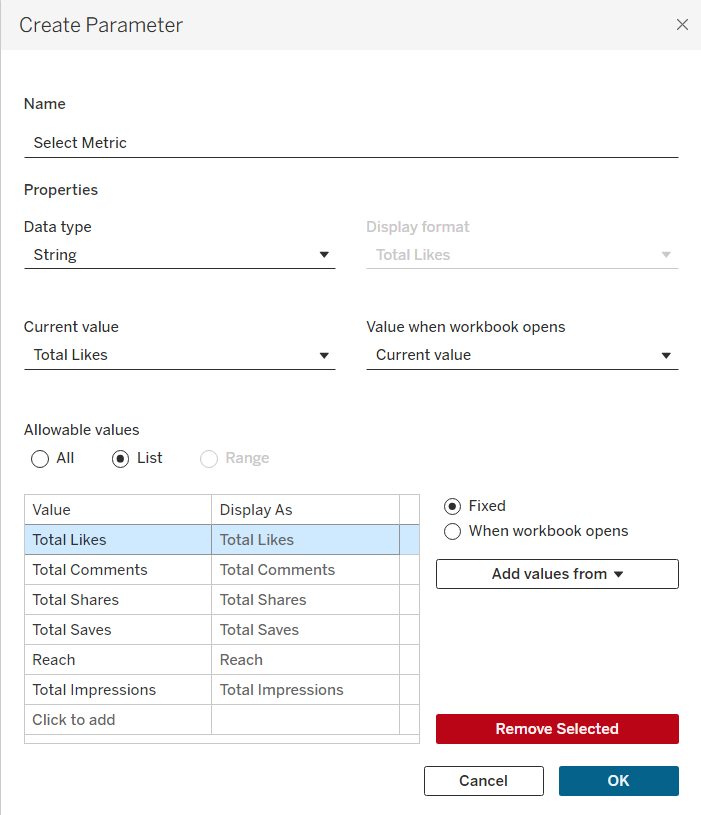 Create Parameter
Name
Select Metric
Properties
Data type
Display format
String
Total Likes
Current value
Value when workbook opens
Total Likes
Current value
Allowable values
All List Range
Value Display As
Total Likes Total Likes
Total Comments Total Comments
Total Shares Total Shares
Total Saves Total Saves
Reach Reach
Total Impressions Total Impressions
Click to add
Fixed
When workbook opens
Add values from
Remove Selected
Cancel
OK